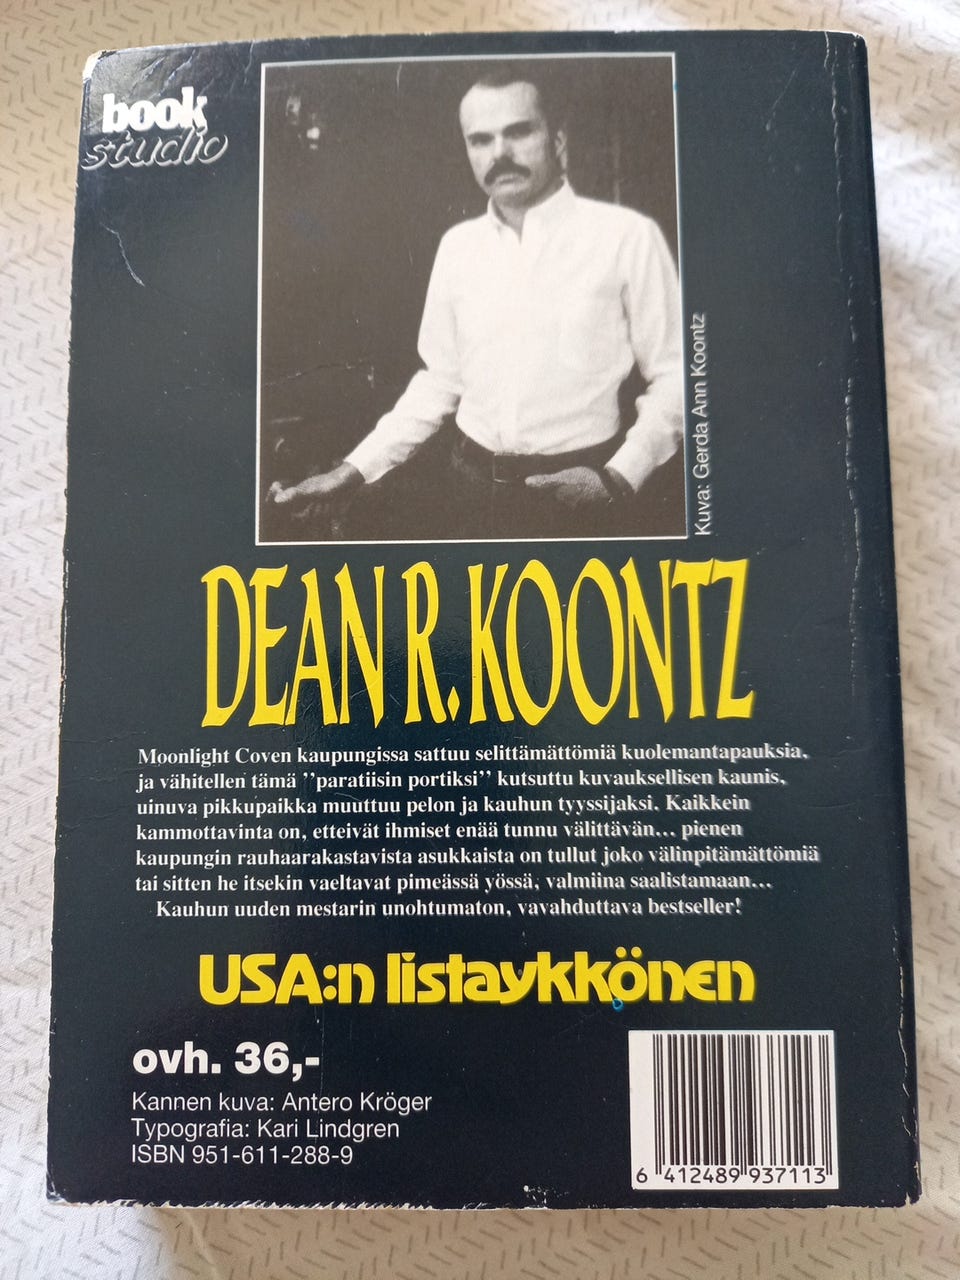 book
studio
Kuva: Gerda Ann Koontz
DEAN R. KOONTZ
Moonlight Coven kaupungissa sattuu selittämättömiä kuolemantapauksia,
ja vähitellen tämä ”paratiisin portiksi” kutsuttu kuvauksellisen kaunis,
uinuva pikkupaikka muuttuu pelon ja kauhun tyyssijaksi. Kaikkein
kammottavinta on, etteivät ihmiset enää tunnu välittävän... pienen
kaupungin rauhaarakastavista asukkaista on tullut joko välinpitämättömiä
tai sitten he itsekin vaeltavat pimeässä yössä, valmiina saalistamaan...
Kauhun uuden mestarin unohtumaton, vavahduttava bestseller!
USA:n listaykkönen
ovh. 36,-
Kannen kuva: Antero Kröger
Typografia: Kari Lindgren
ISBN 951-611-288-9
6 412489 937113